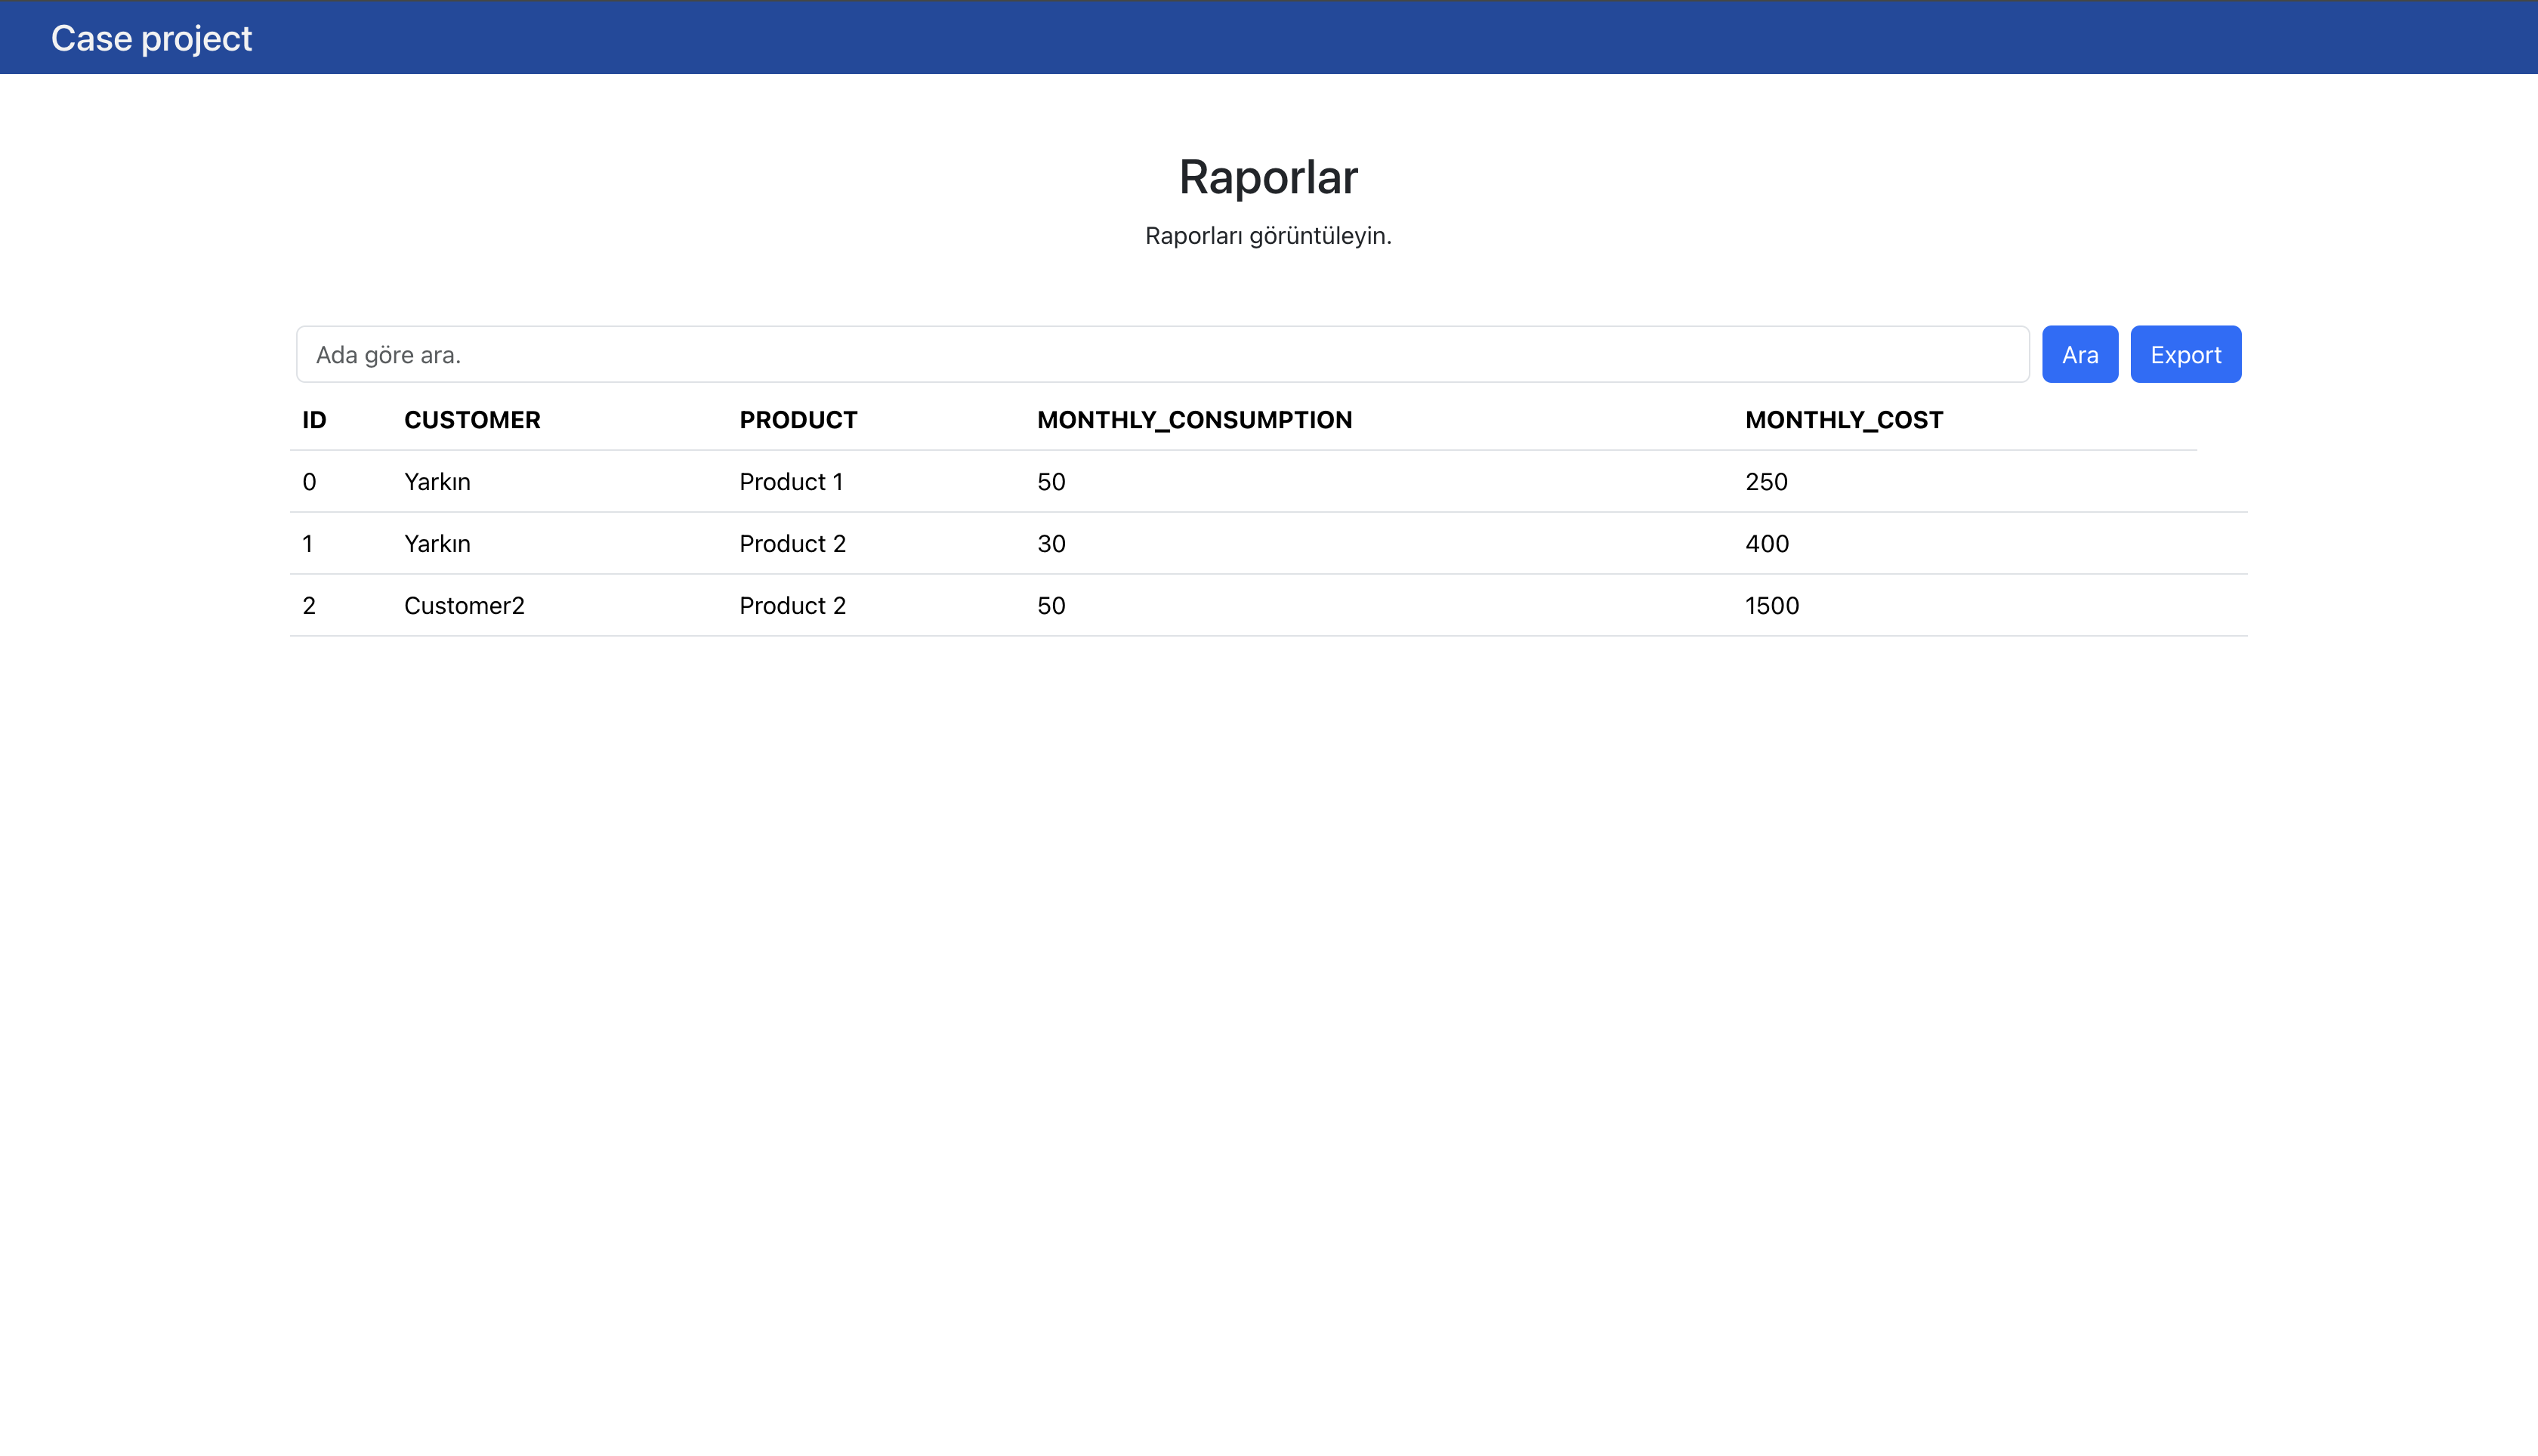 Case project
Raporlar
Raporları görüntüleyin.
Ada göre ara. Ara Export
ID CUSTOMER PRODUCT MONTHLY_CONSUMPTION MONTHLY_COST
0 Yarkın Product 1 50 250
1 Yarkın Product 2 30 400
2 Customer2 Product 2 50 1500